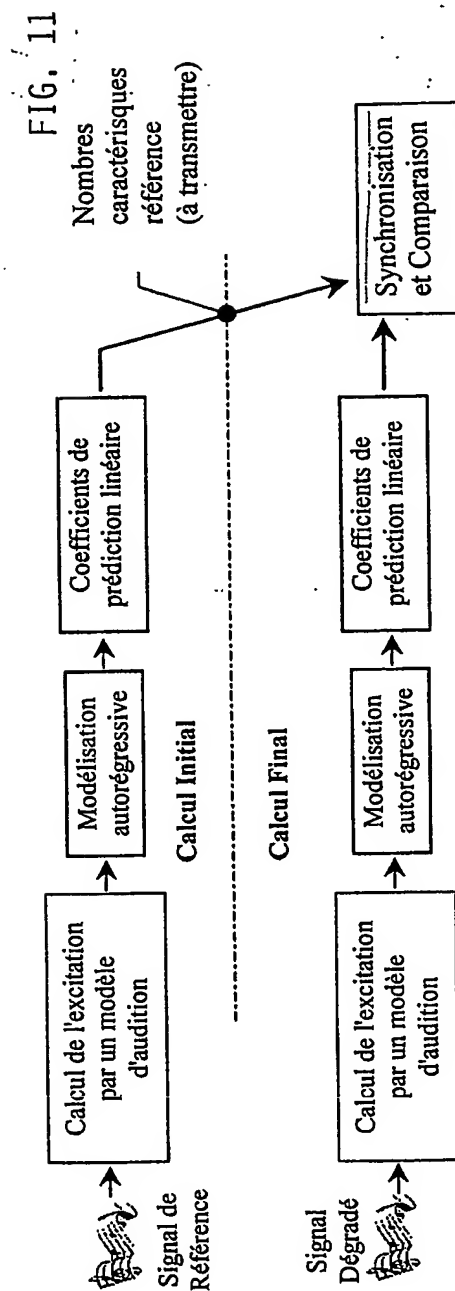 FIG. 11
Nombres
caractérisques
référence
(à transmettre)
Signal de
Référence
Calcul de l'excitation
par un modèle
d'audition
Modélisation
autorégressive
Coefficients de
prédiction linéaire
Calcul Initial
Calcul Final
Signal
Dégradé
Calcul de l'excitation
par un modèle
d'audition
Modélisation
autorégressive
Coefficients de
prédiction linéaire
Synchronisation
et Comparaison